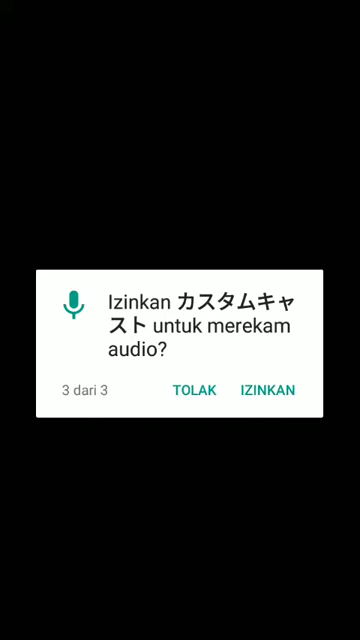 Izinkan カスタムキャ
スト untuk merekam
audio?
3 dari 3
TOLAK
IZINKAN